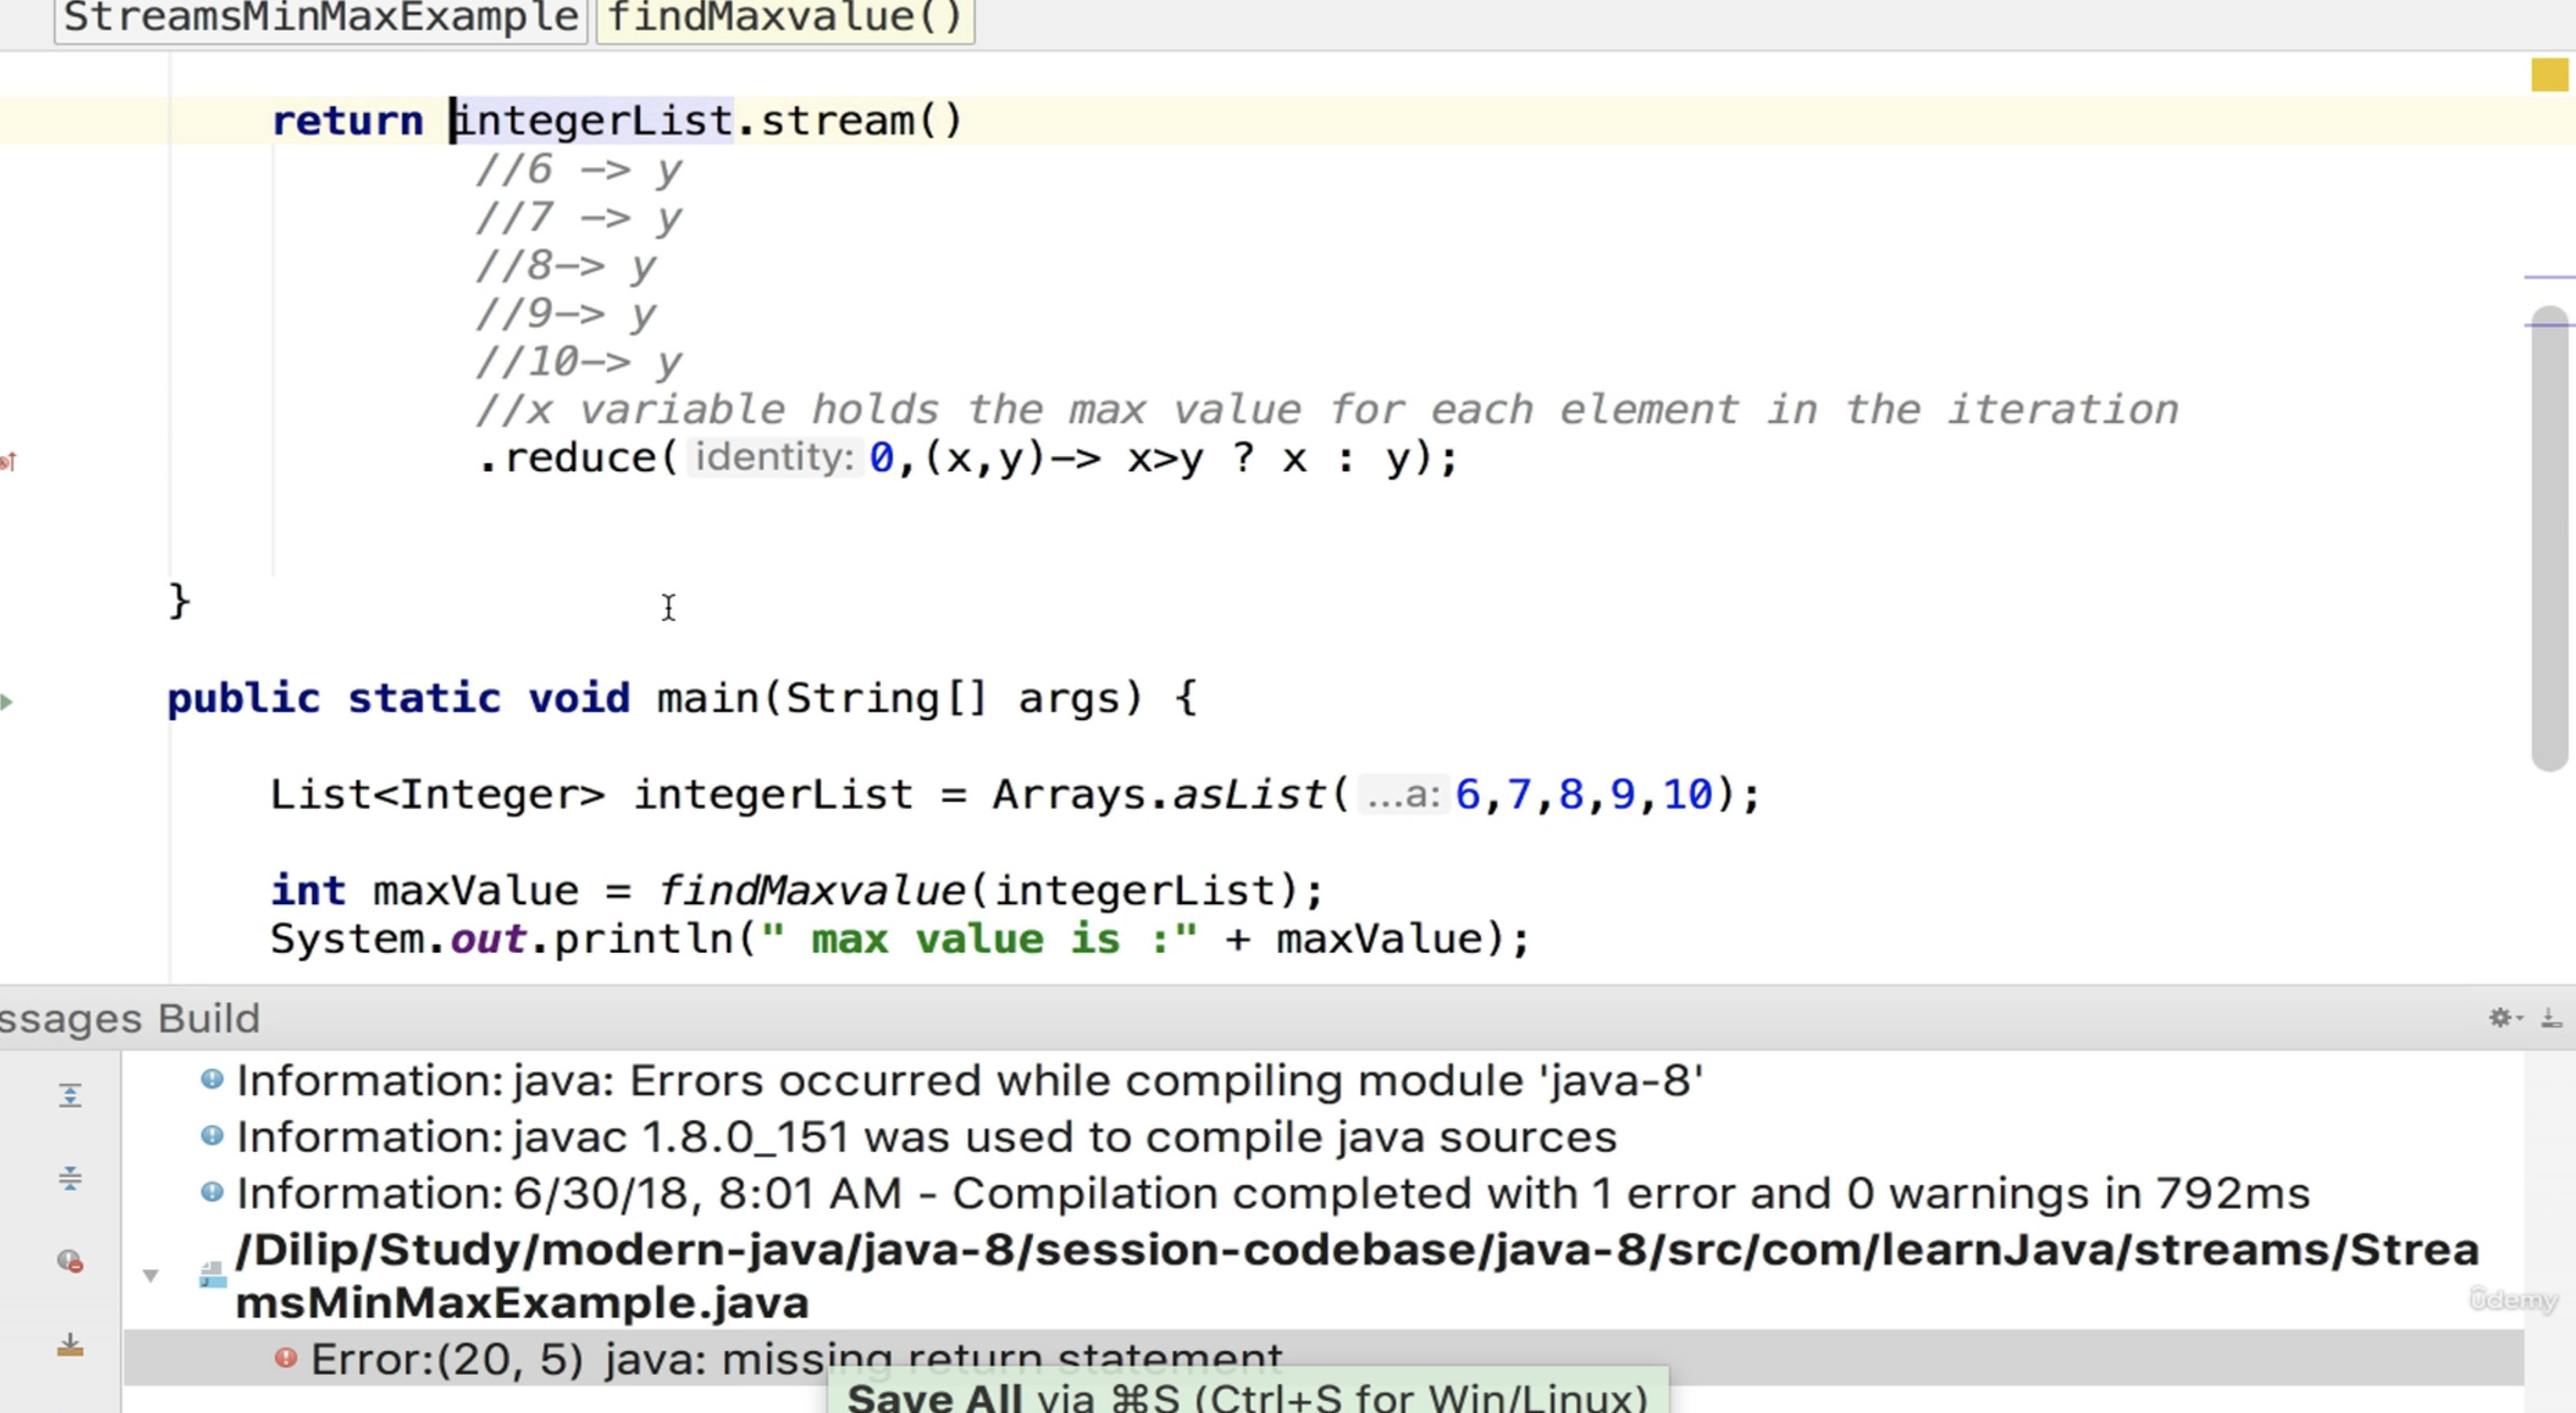 StreamsMinMaxExample findMaxvalue()
return integerList.stream()
//6 -> y
//7 -> y
//8-> y
//9-> y
//10-> y
//x variable holds the max value for each element in the iteration
.reduce( identity: 0,(x,y)-> x>y ? x : y);
}
public static void main(String[] args) {
List<Integer> integerList = Arrays.asList( ...a: 6,7,8,9,10);
int maxValue = findMaxvalue(integerList);
System.out.println(" max value is :" + maxValue);
ssages Build
Information: java: Errors occurred while compiling module 'java-8'
Information: javac 1.8.0_151 was used to compile java sources
Information: 6/30/18, 8:01 AM - Compilation completed with 1 error and 0 warnings in 792ms
/Dilip/Study/modern-java/java-8/session-codebase/java-8/src/com/learnJava/streams/Strea
msMinMaxExample.java
ûdemy
Error:(20, 5) java: missing return statement
Save All via ⌘S (Ctrl+S for Win/Linux)